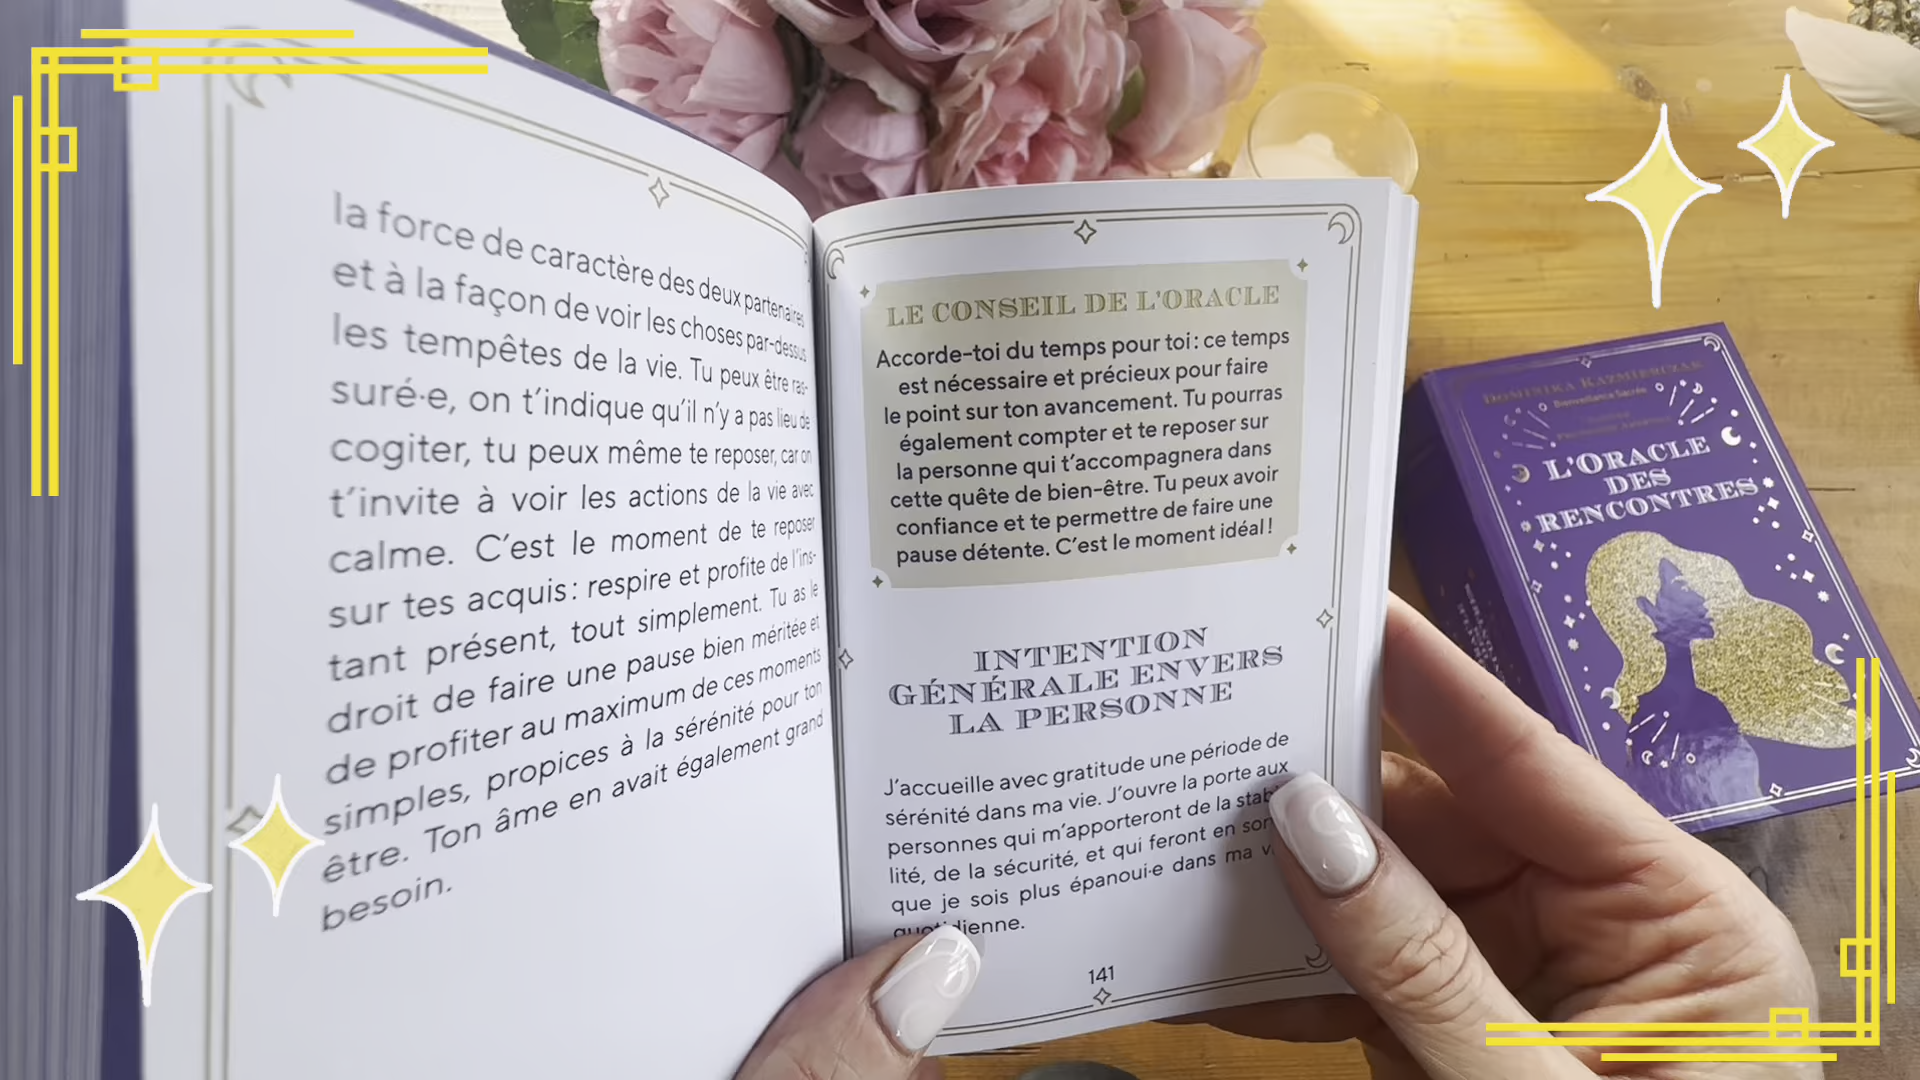 la force de caractère des deux partenaires
et à la façon de voir les choses par-dessus
les tempêtes de la vie. Tu peux être ras-
suré·e, on t'indique qu'il n'y a pas lieu de
cogiter, tu peux même te reposer, car on
t'invite à voir les actions de la vie avec
calme. C'est le moment de te reposer
sur tes acquis : respire et profite de l'ins-
tant présent, tout simplement. Tu as le
droit de faire une pause bien méritée et
de profiter au maximum de ces moments
simples, propices à la sérénité pour ton
être. Ton âme en avait également grand
besoin.
LE CONSEIL DE L'ORACLE
Accorde-toi du temps pour toi : ce temps
est nécessaire et précieux pour faire
le point sur ton avancement. Tu pourras
également compter et te reposer sur
la personne qui t'accompagnera dans
cette quête de bien-être. Tu peux avoir
confiance et te permettre de faire une
pause détente. C'est le moment idéal !
INTENTION
GÉNÉRALE ENVERS
LA PERSONNE
J'accueille avec gratitude une période de
sérénité dans ma vie. J'ouvre la porte aux
personnes qui m'apporteront de la stabi-
lité, de la sécurité, et qui feront en
que je sois plus épanoui·e dans ma
quotidienne.
141
DOMINIKA KAZMIERCZAK
Bienveillance Sacrée
L'ORACLE
DES
RENCONTRES